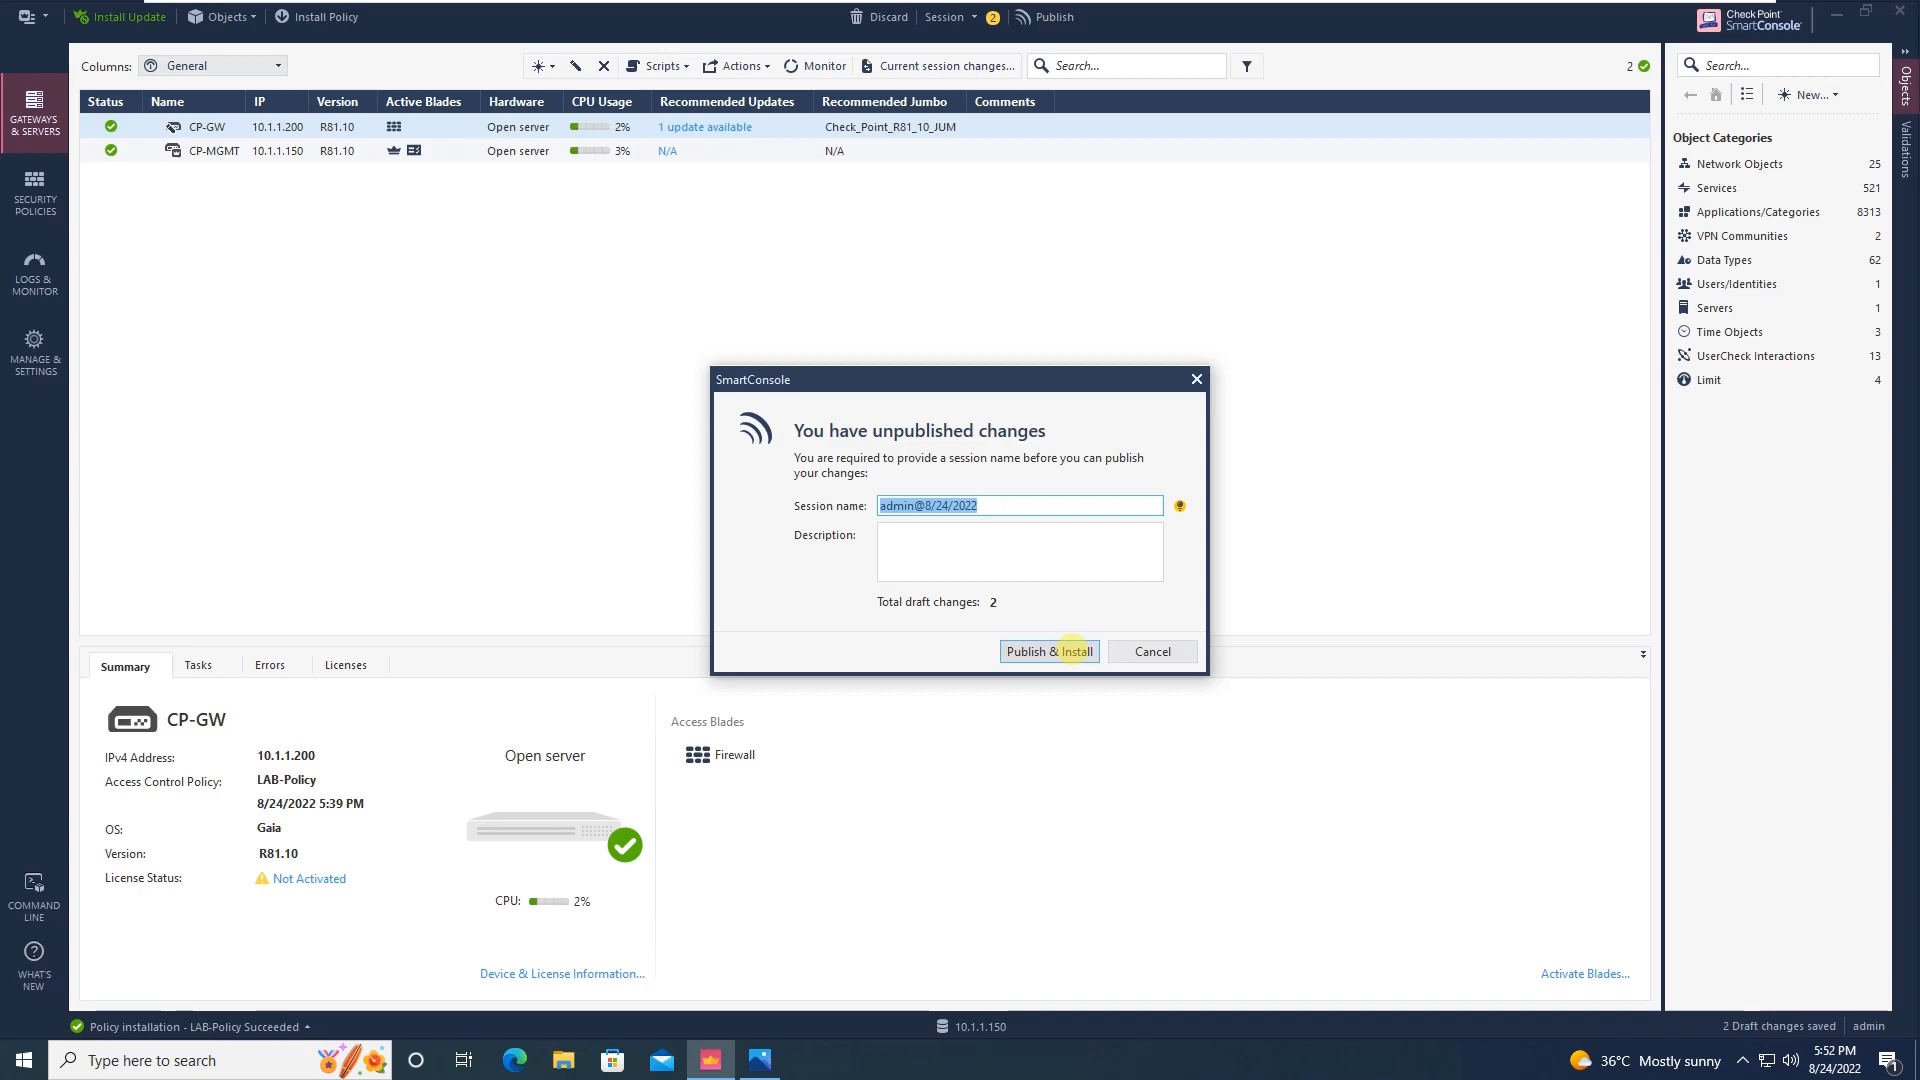 Install Update
Objects
Install Policy
Discard
Session
2
Publish
Check Point
SmartConsole
GATEWAYS
& SERVERS
SECURITY
POLICIES
LOGS &
MONITOR
MANAGE &
SETTINGS
COMMAND
LINE
WHAT'S
NEW
Columns:
General
Scripts
Actions
Monitor
Current session changes...
Search...
2
Status Name IP Version Active Blades Hardware CPU Usage Recommended Updates Recommended Jumbo Comments
CP-GW 10.1.1.200 R81.10 Open server 2% 1 update available Check_Point_R81_10_JUM
CP-MGMT 10.1.1.150 R81.10 Open server 3% N/A N/A
SmartConsole
You have unpublished changes
You are required to provide a session name before you can publish
your changes:
Session name: admin@8/24/2022
Description:
Total draft changes: 2
Publish & Install
Cancel
Summary Tasks Errors Licenses
CP-GW
IPv4 Address: 10.1.1.200
Access Control Policy: LAB-Policy
8/24/2022 5:39 PM
OS: Gaia
Version: R81.10
License Status: Not Activated
Open server
CPU: 2%
Device & License Information...
Access Blades
Firewall
Activate Blades...
Search...
New...
Object Categories
Network Objects 25
Services 521
Applications/Categories 8313
VPN Communities 2
Data Types 62
Users/Identities 1
Servers 1
Time Objects 3
UserCheck Interactions 13
Limit 4
Objects
Validations
Policy installation - LAB-Policy Succeeded
10.1.1.150
2 Draft changes saved
admin
Type here to search
36°C Mostly sunny
5:52 PM
8/24/2022
1